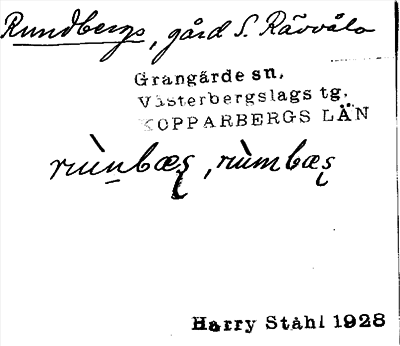 Rundbergs, gård S. Rävvåla
Grangärde sn,
Västerbergslags tg.
KOPPARBERGS LÄN
Harry Ståhl 1928